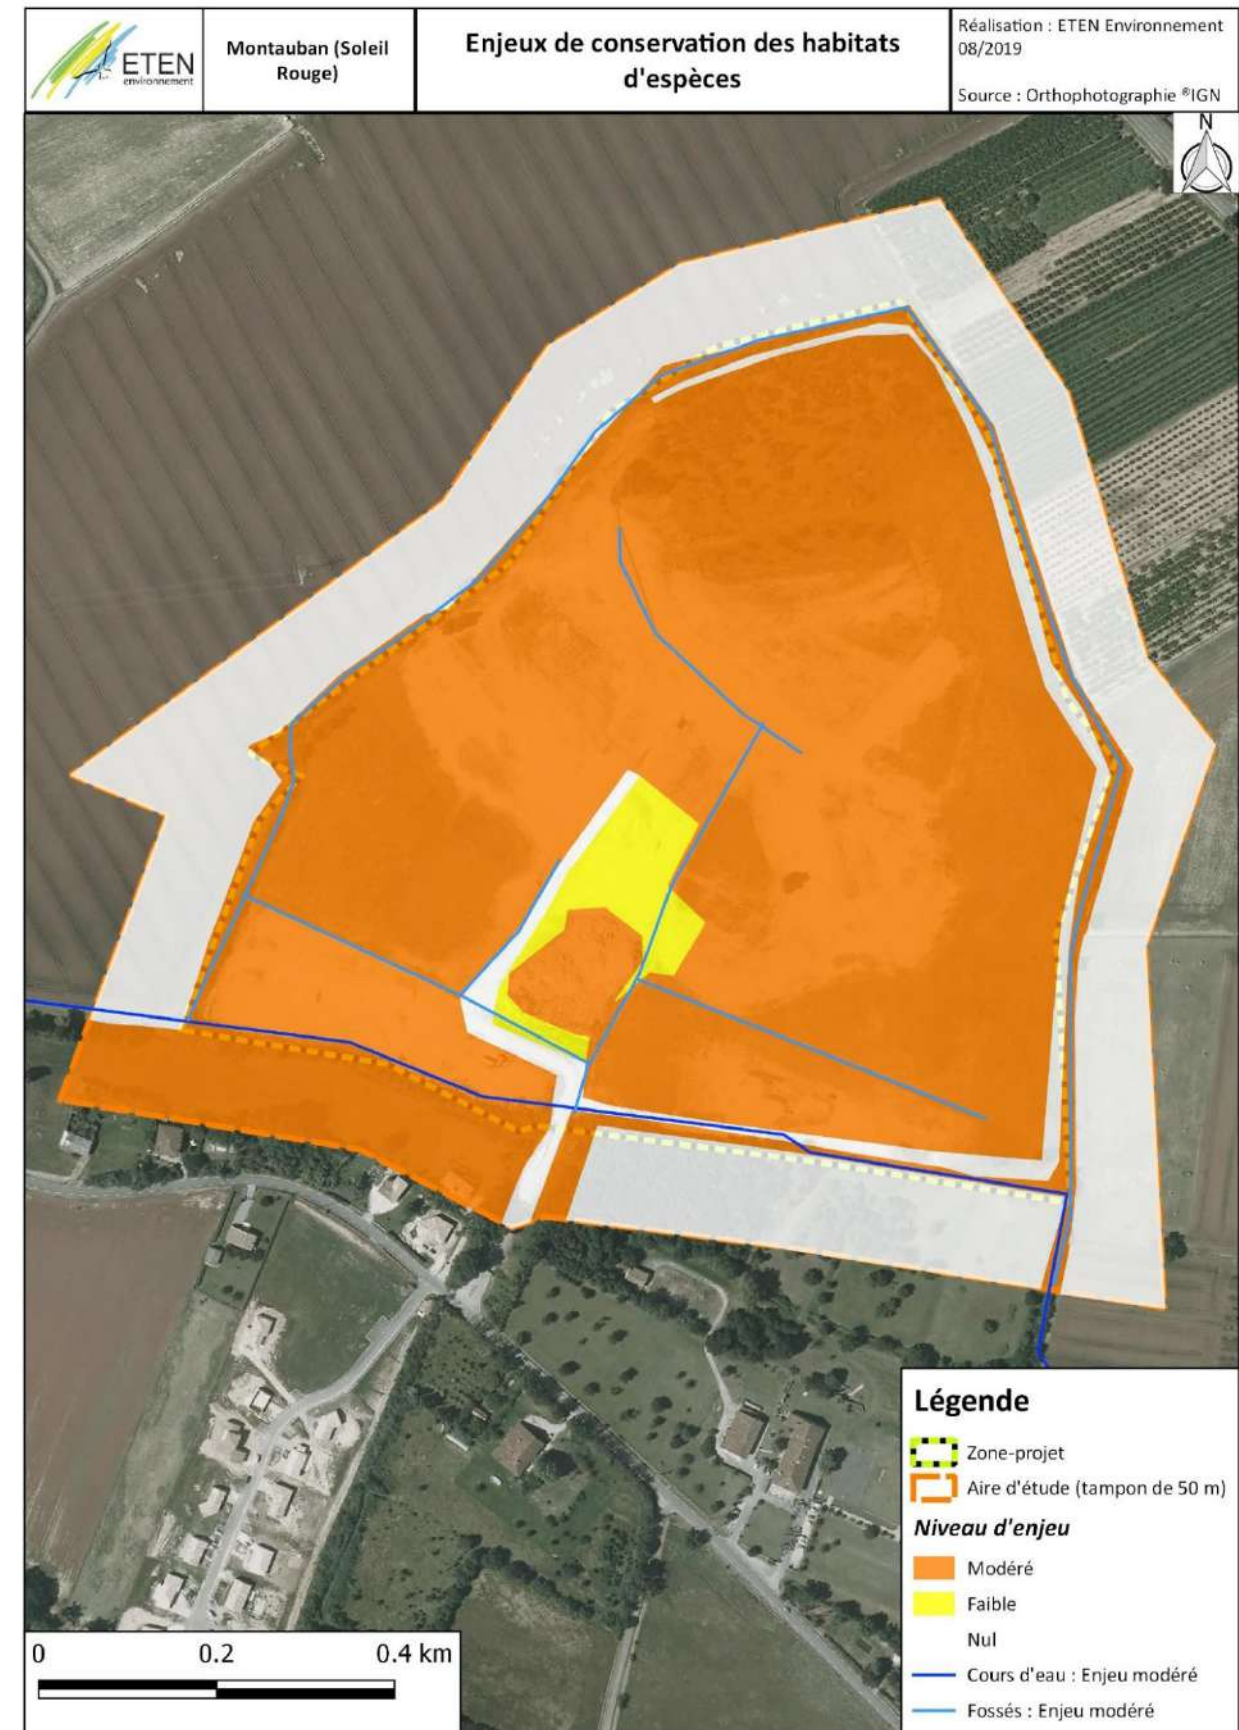 ETEN
environnement
Montauban (Soleil
Rouge)
Enjeux de conservation des habitats
d'espèces
Réalisation : ETEN Environnement
08/2019
Source : Orthophotographie ®IGN
N
Légende
Zone-projet
Aire d'étude (tampon de 50 m)
Niveau d'enjeu
Modéré
Faible
Nul
Cours d'eau : Enjeu modéré
Fossés : Enjeu modéré
0 0.2 0.4 km